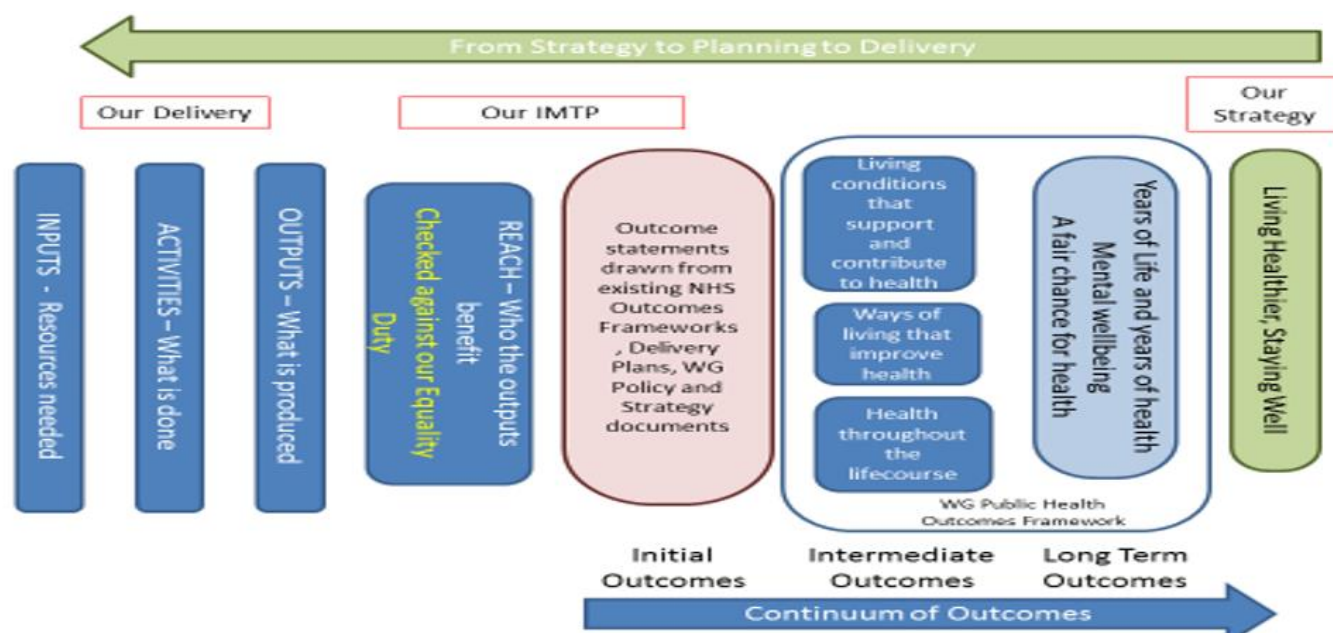 From Strategy to Planning to Delivery
Our Delivery
Our IMTP
Our
Strategy
INPUTS - Resources needed
ACTIVITIES – What is done
OUTPUTS – What is produced
REACH – Who the outputs
benefit
Checked against our Equality
Duty
Outcome
statements
drawn from
existing NHS
Outcomes
Frameworks
, Delivery
Plans, WG
Policy and
Strategy
documents
Living
conditions
that
support
and
contribute
to health
Ways of
living that
improve
health
Health
throughout
the
lifecourse
Years of Life and years of health
Mental wellbeing
A fair chance for health
WG Public Health
Outcomes Framework
Living Healthier, Staying Well
Initial
Outcomes
Intermediate
Outcomes
Long Term
Outcomes
Continuum of Outcomes